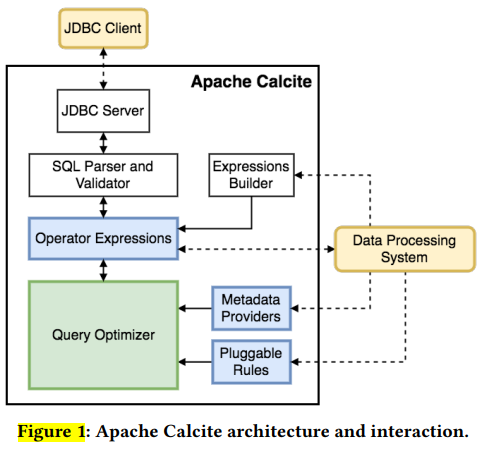 JDBC Client
Apache Calcite
JDBC Server
SQL Parser and
Validator
Expressions
Builder
Operator Expressions
Data Processing
System
Query Optimizer
Metadata
Providers
Pluggable
Rules
Figure 1: Apache Calcite architecture and interaction.